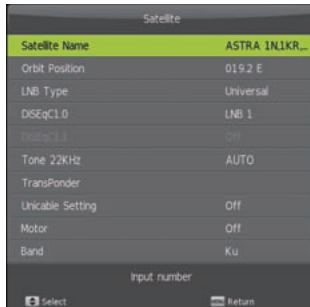 Satellite
Satellite Name ASTRA 1N,1KR,...
Orbit Position 019.2 E
LNB Type Universal
DISEqC1.0 LNB 1
DISEqC1.1 Off
Tone 22KHz AUTO
TransPonder
Unicable Setting Off
Motor Off
Band Ku
Input number
Select Return